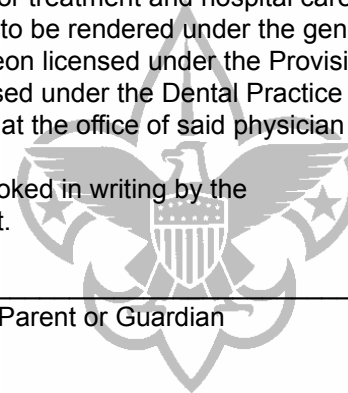 or treatment and hospital care
to be rendered under the gen
eon licensed under the Provisi
sed under the Dental Practice
at the office of said physician
oked in writing by the
t.
Parent or Guardian